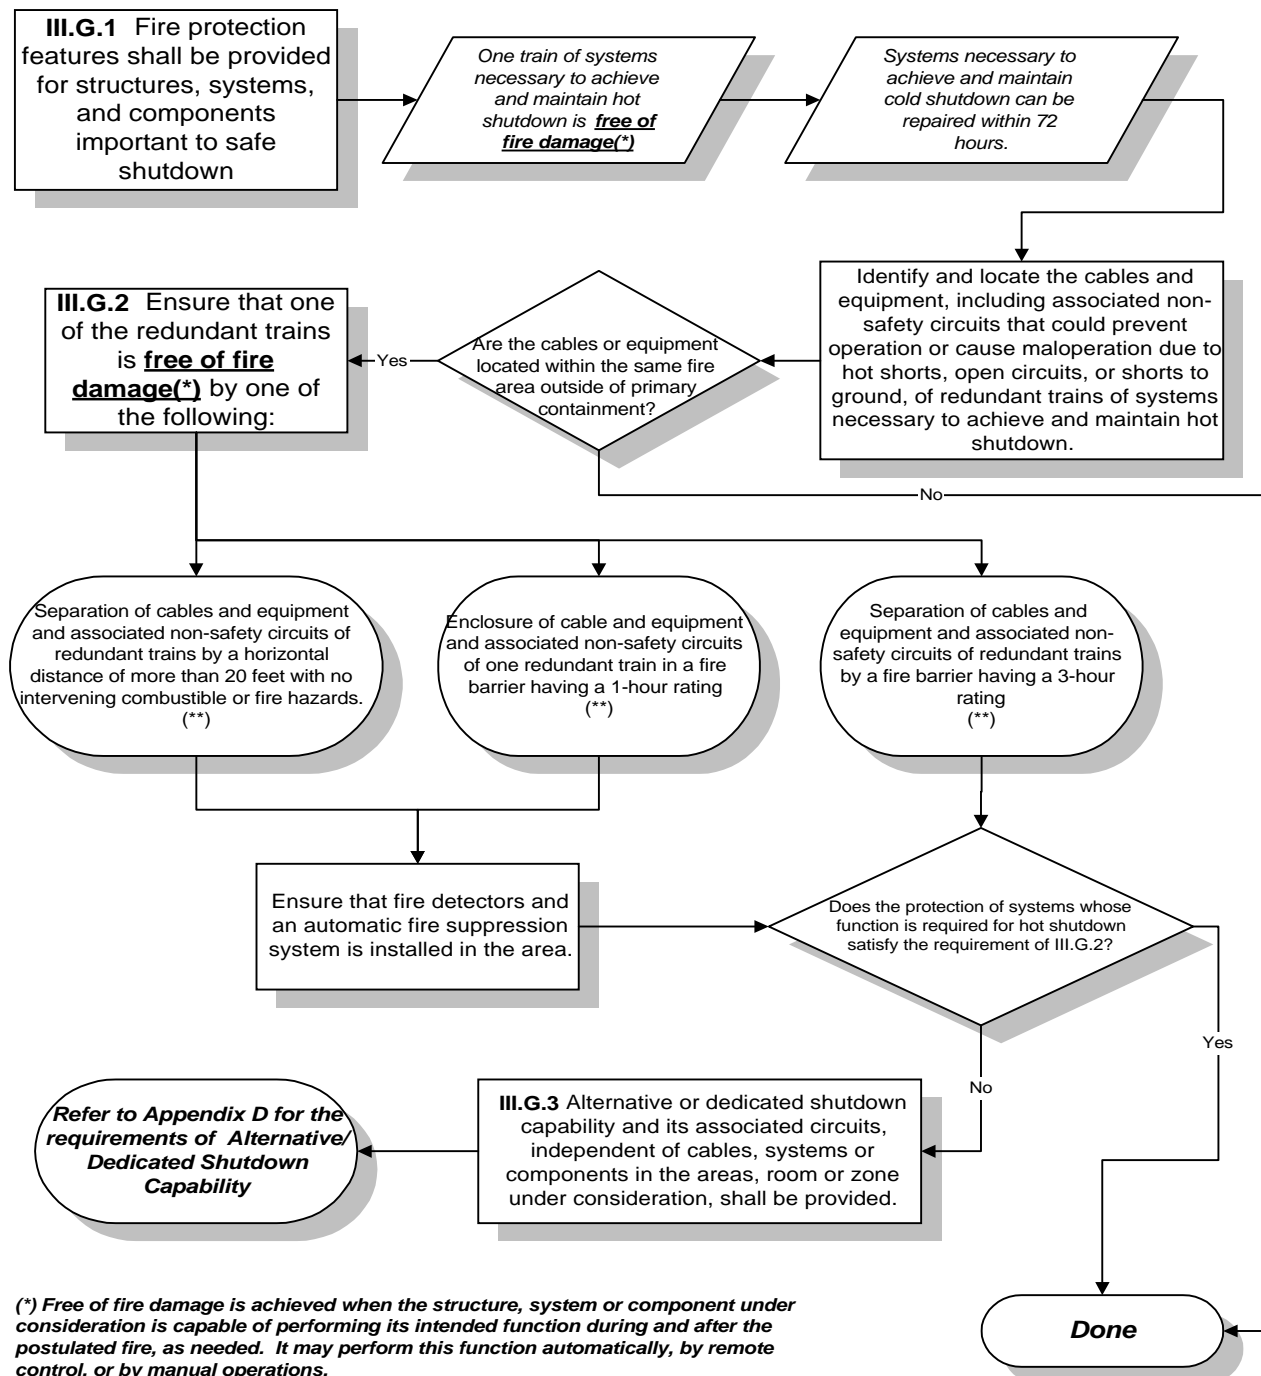 III.G.1 Fire protection
features shall be provided
for structures, systems,
and components
important to safe
shutdown
One train of systems
necessary to achieve
and maintain hot
shutdown is free of
fire damage(*)
Systems necessary to
achieve and maintain
cold shutdown can be
repaired within 72
hours.
Identify and locate the cables and
equipment, including associated non-
safety circuits that could prevent
operation or cause maloperation due to
hot shorts, open circuits, or shorts to
ground, of redundant trains of systems
necessary to achieve and maintain hot
shutdown.
Are the cables or equipment
located within the same fire
area outside of primary
containment?
Yes
III.G.2 Ensure that one
of the redundant trains
is free of fire
damage(*) by one of
the following:
No
Separation of cables and equipment
and associated non-safety circuits of
redundant trains by a horizontal
distance of more than 20 feet with no
intervening combustible or fire hazards.
(**)
Enclosure of cable and equipment
and associated non-safety circuits
of one redundant train in a fire
barrier having a 1-hour rating
(**)
Separation of cables and
equipment and associated non-
safety circuits of redundant trains
by a fire barrier having a 3-hour
rating
(**)
Ensure that fire detectors and
an automatic fire suppression
system is installed in the area.
Does the protection of systems whose
function is required for hot shutdown
satisfy the requirement of III.G.2?
Yes
No
III.G.3 Alternative or dedicated shutdown
capability and its associated circuits,
independent of cables, systems or
components in the areas, room or zone
under consideration, shall be provided.
Refer to Appendix D for the
requirements of Alternative/
Dedicated Shutdown
Capability
Done
(*) Free of fire damage is achieved when the structure, system or component under
consideration is capable of performing its intended function during and after the
postulated fire, as needed. It may perform this function automatically, by remote
control, or by manual operations.